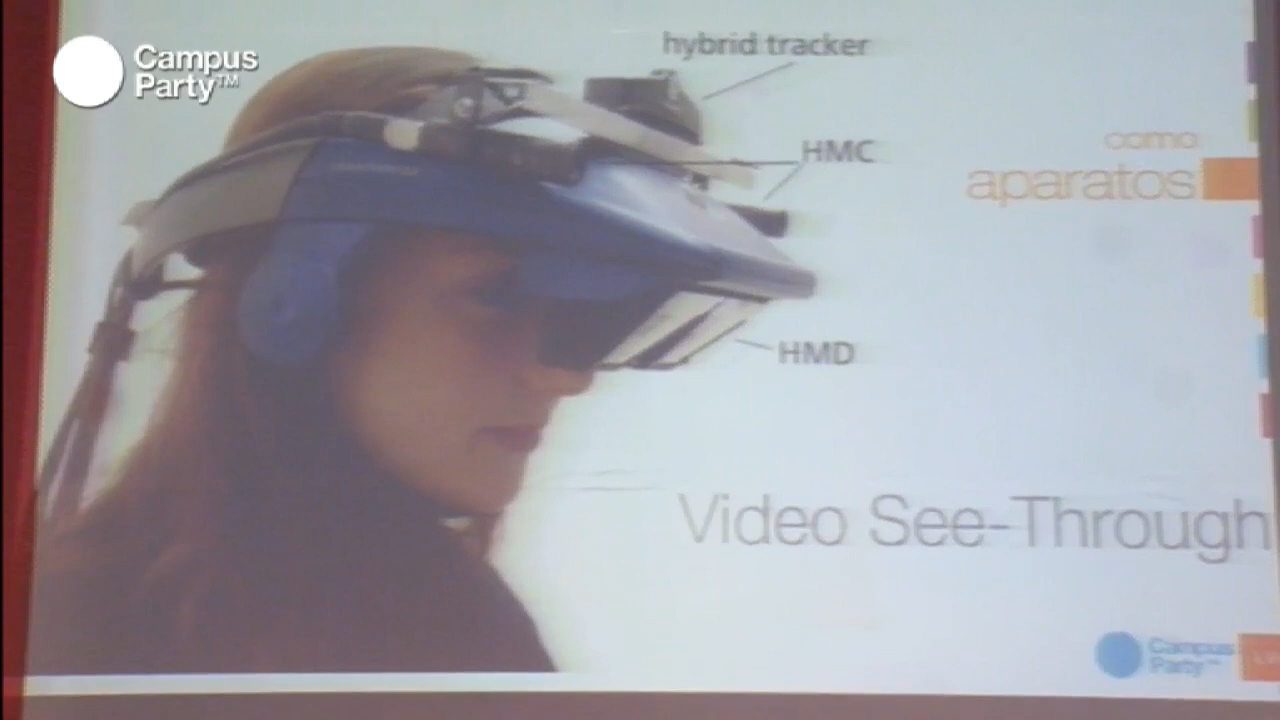 Campus
Party™
hybrid tracker
HMC
como
aparatos
HMD
Video See-Through
Campus
Party™